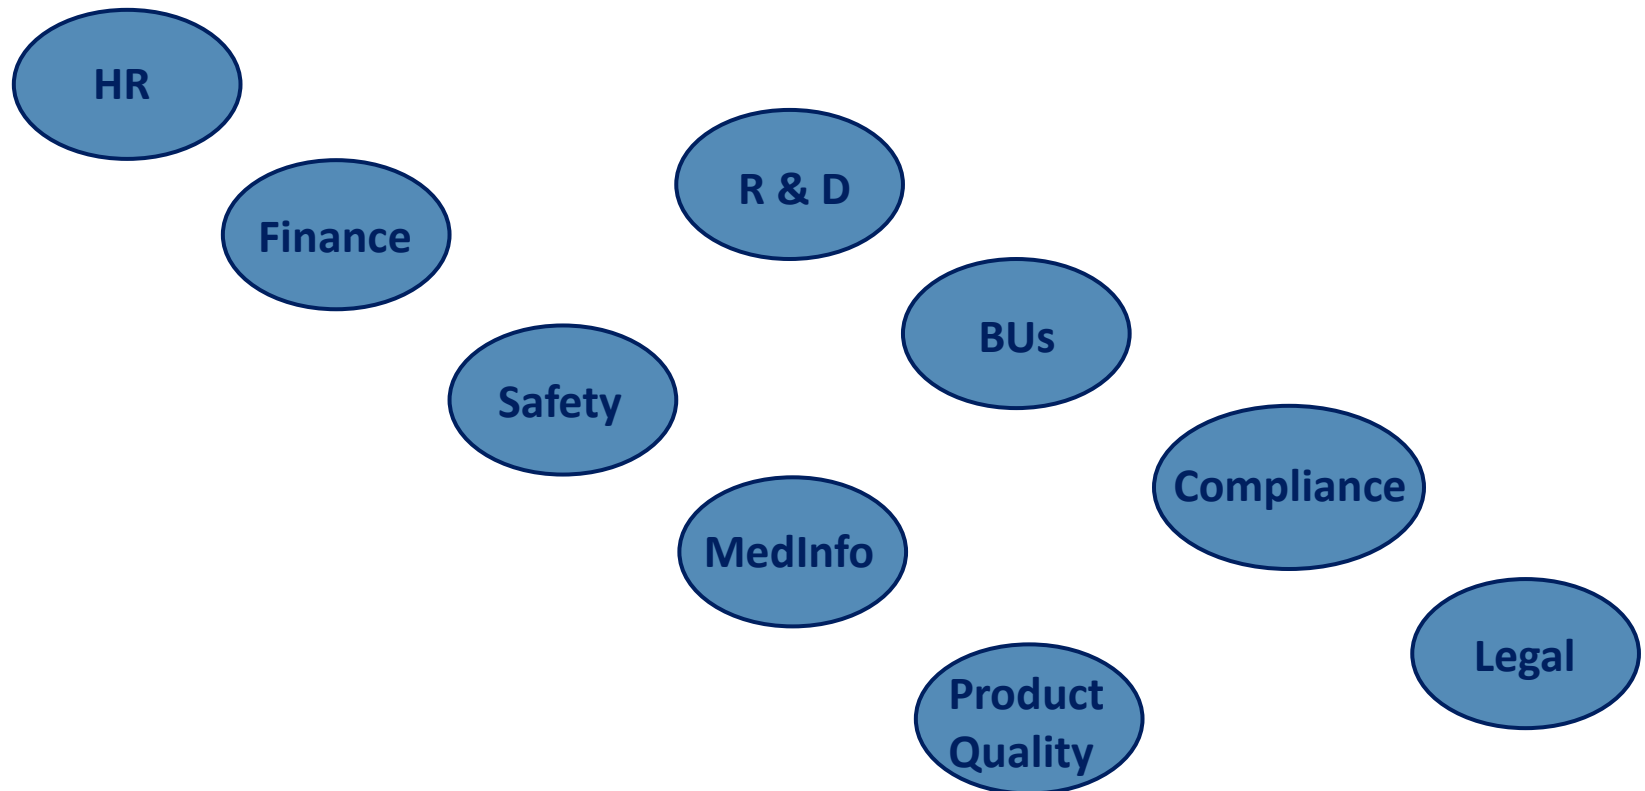 HR
R & D
Finance
BUs
Safety
Compliance
MedInfo
Legal
Product
Quality